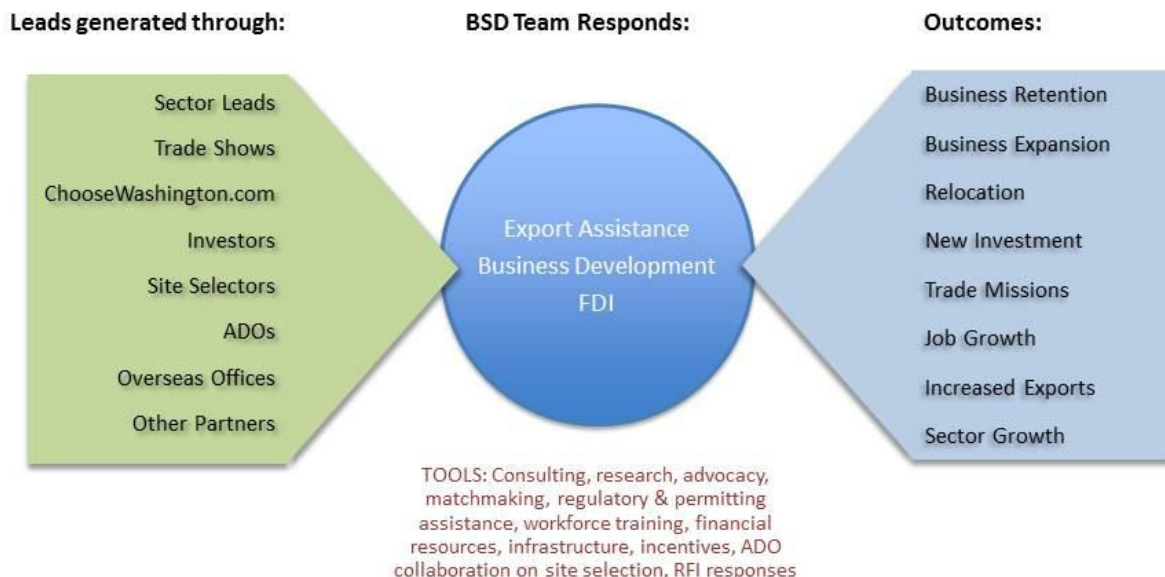 Leads generated through:
BSD Team Responds:
Outcomes:
Sector Leads
Trade Shows
ChooseWashington.com
Investors
Site Selectors
ADOs
Overseas Offices
Other Partners
Export Assistance
Business Development
FDI
TOOLS: Consulting, research, advocacy,
matchmaking, regulatory & permitting
assistance, workforce training, financial
resources, infrastructure, incentives, ADO
collaboration on site selection, RFI responses
Business Retention
Business Expansion
Relocation
New Investment
Trade Missions
Job Growth
Increased Exports
Sector Growth